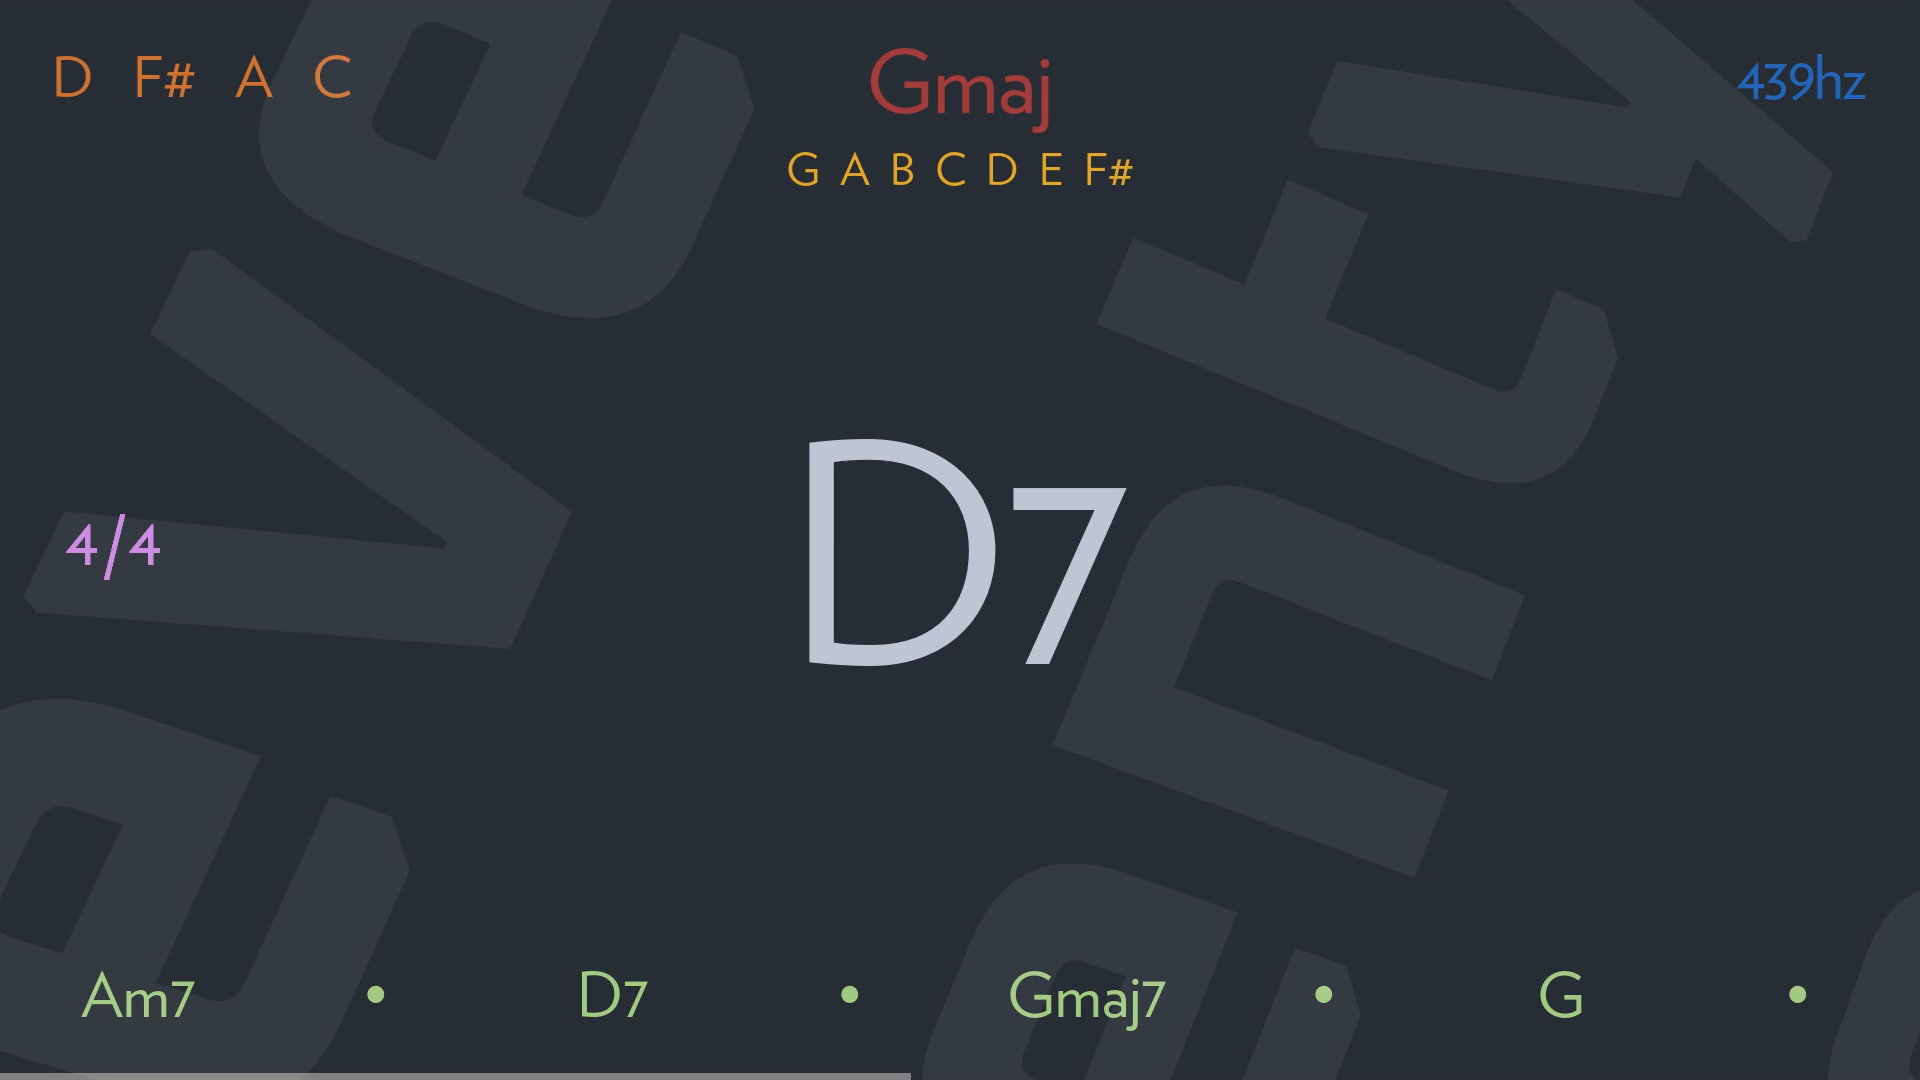 D F# A C
Gmaj
439hz
G A B C D E F#
D7
4/4
Am7 • D7 • Gmaj7 • G •